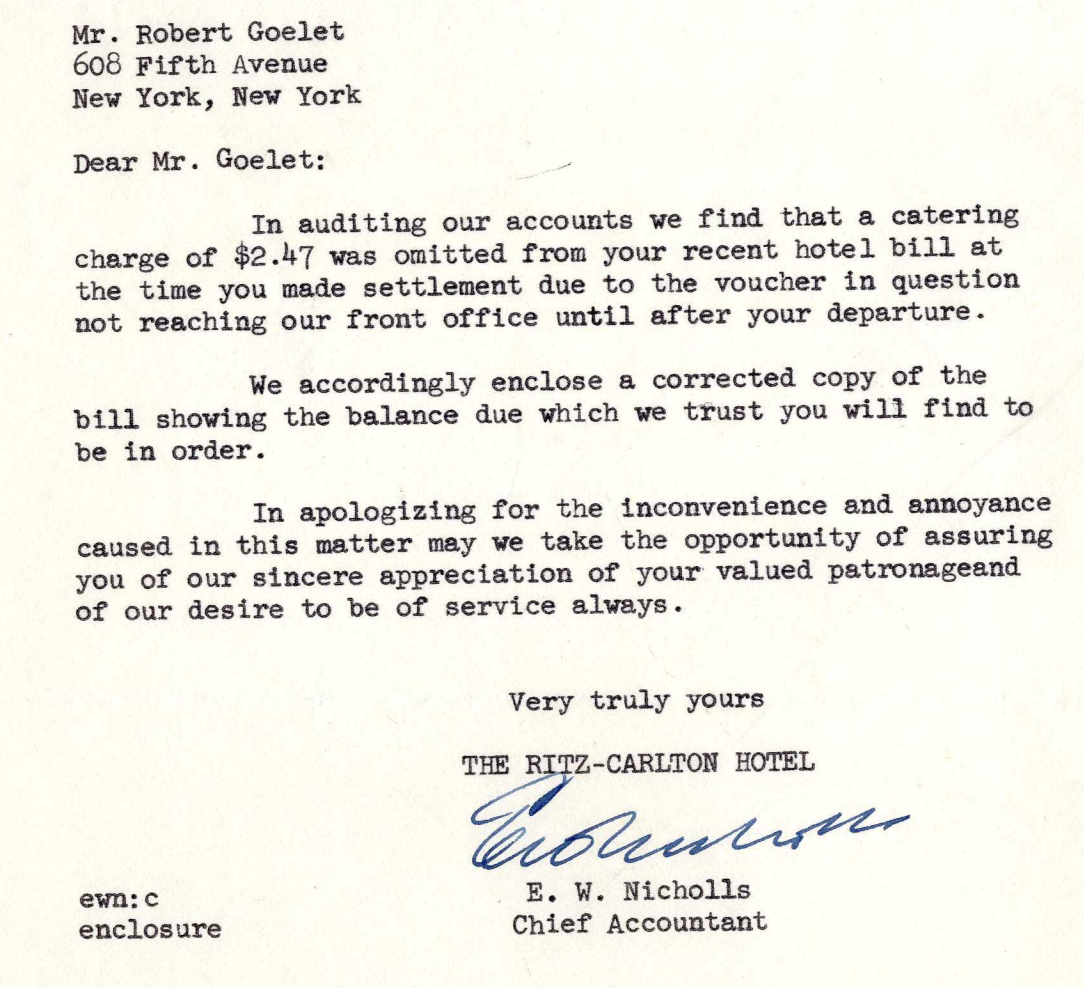 Mr. Robert Goelet
608 Fifth Avenue
New York, New York
Dear Mr. Goelet:
In auditing our accounts we find that a catering
charge of $2.47 was omitted from your recent hotel bill at
the time you made settlement due to the voucher in question
not reaching our front office until after your departure.
We accordingly enclose a corrected copy of the
bill showing the balance due which we trust you will find to
be in order.
In apologizing for the inconvenience and annoyance
caused in this matter may we take the opportunity of assuring
you of our sincere appreciation of your valued patronageand
of our desire to be of service always.
Very truly yours
THE RITZ-CARLTON HOTEL
E. W. Nicholls
Chief Accountant
ewn:c
enclosure